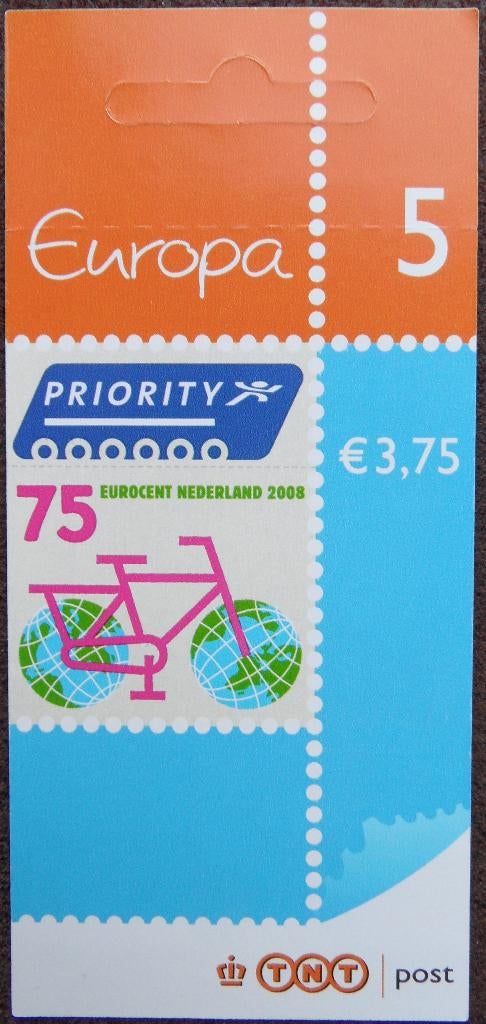 Europa 5
PRIORITY
€3,75
75 EUROCENT NEDERLAND 2008
TNT post